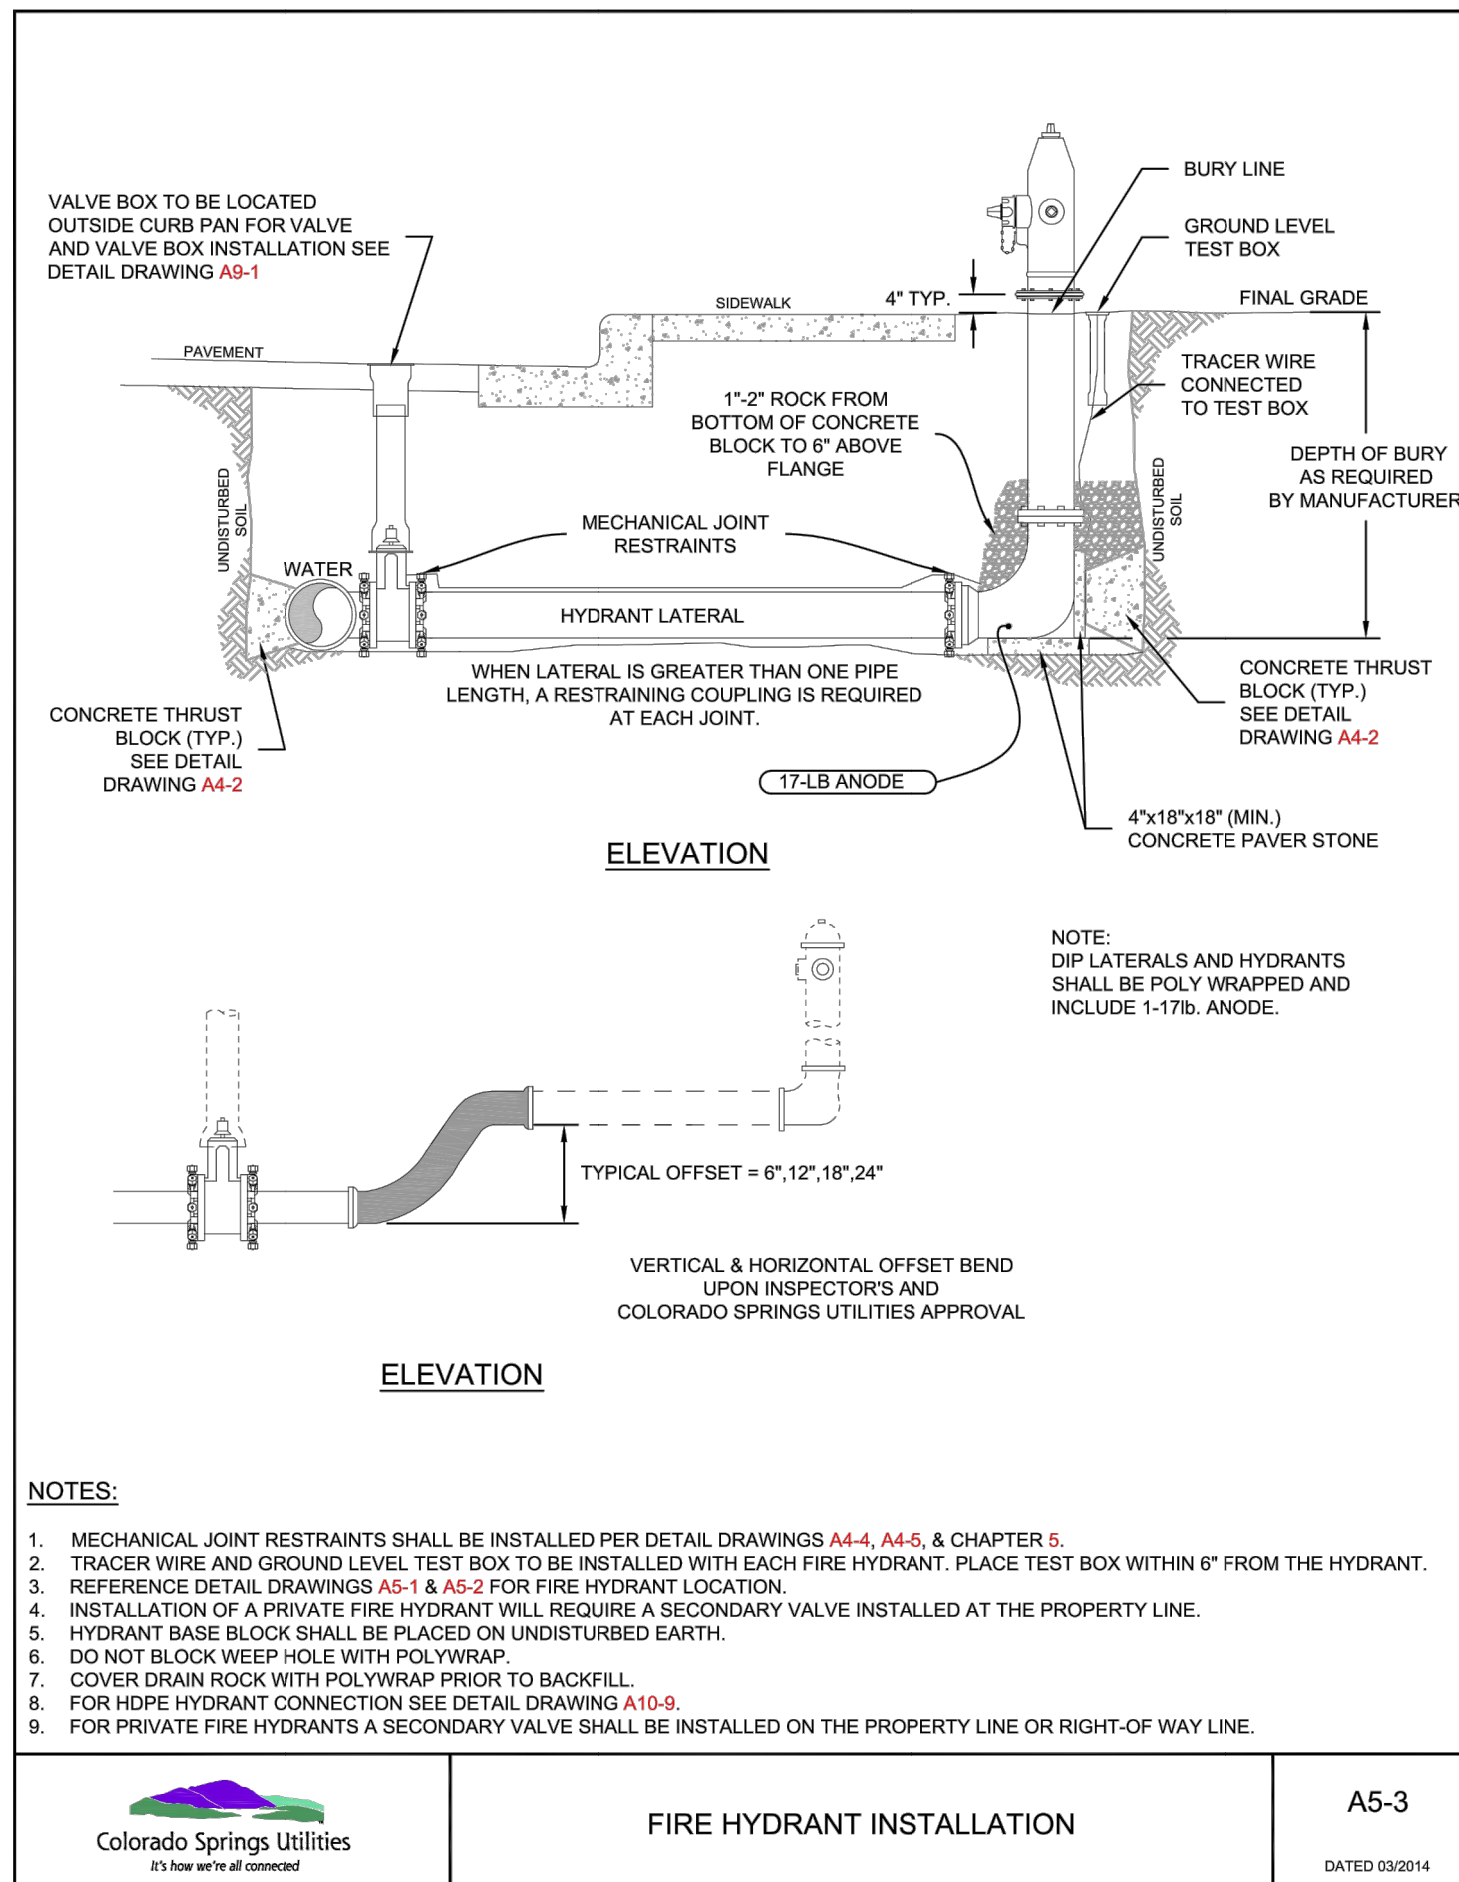 VALVE BOX TO BE LOCATED
OUTSIDE CURB PAN FOR VALVE
AND VALVE BOX INSTALLATION SEE
DETAIL DRAWING A9-1
BURY LINE
GROUND LEVEL
TEST BOX
4" TYP.
SIDEWALK
FINAL GRADE
PAVEMENT
TRACER WIRE
CONNECTED
TO TEST BOX
1"-2" ROCK FROM
BOTTOM OF CONCRETE
BLOCK TO 6" ABOVE
FLANGE
DEPTH OF BURY
AS REQUIRED
BY MANUFACTURER
UNDISTURBED
SOIL
UNDISTURBED
SOIL
MECHANICAL JOINT
RESTRAINTS
WATER
HYDRANT LATERAL
WHEN LATERAL IS GREATER THAN ONE PIPE
LENGTH, A RESTRAINING COUPLING IS REQUIRED
AT EACH JOINT.
CONCRETE THRUST
BLOCK (TYP.)
SEE DETAIL
DRAWING A4-2
CONCRETE THRUST
BLOCK (TYP.)
SEE DETAIL
DRAWING A4-2
17-LB ANODE
4"x18"x18" (MIN.)
CONCRETE PAVER STONE
ELEVATION
NOTE:
DIP LATERALS AND HYDRANTS
SHALL BE POLY WRAPPED AND
INCLUDE 1-17lb. ANODE.
TYPICAL OFFSET = 6",12",18",24"
VERTICAL & HORIZONTAL OFFSET BEND
UPON INSPECTOR'S AND
COLORADO SPRINGS UTILITIES APPROVAL
ELEVATION
NOTES:
1. MECHANICAL JOINT RESTRAINTS SHALL BE INSTALLED PER DETAIL DRAWINGS A4-4, A4-5, & CHAPTER 5.
2. TRACER WIRE AND GROUND LEVEL TEST BOX TO BE INSTALLED WITH EACH FIRE HYDRANT. PLACE TEST BOX WITHIN 6" FROM THE HYDRANT.
3. REFERENCE DETAIL DRAWINGS A5-1 & A5-2 FOR FIRE HYDRANT LOCATION.
4. INSTALLATION OF A PRIVATE FIRE HYDRANT WILL REQUIRE A SECONDARY VALVE INSTALLED AT THE PROPERTY LINE.
5. HYDRANT BASE BLOCK SHALL BE PLACED ON UNDISTURBED EARTH.
6. DO NOT BLOCK WEEP HOLE WITH POLYWRAP.
7. COVER DRAIN ROCK WITH POLYWRAP PRIOR TO BACKFILL.
8. FOR HDPE HYDRANT CONNECTION SEE DETAIL DRAWING A10-9.
9. FOR PRIVATE FIRE HYDRANTS A SECONDARY VALVE SHALL BE INSTALLED ON THE PROPERTY LINE OR RIGHT-OF WAY LINE.
Colorado Springs Utilities
It's how we're all connected
FIRE HYDRANT INSTALLATION
A5-3
DATED 03/2014